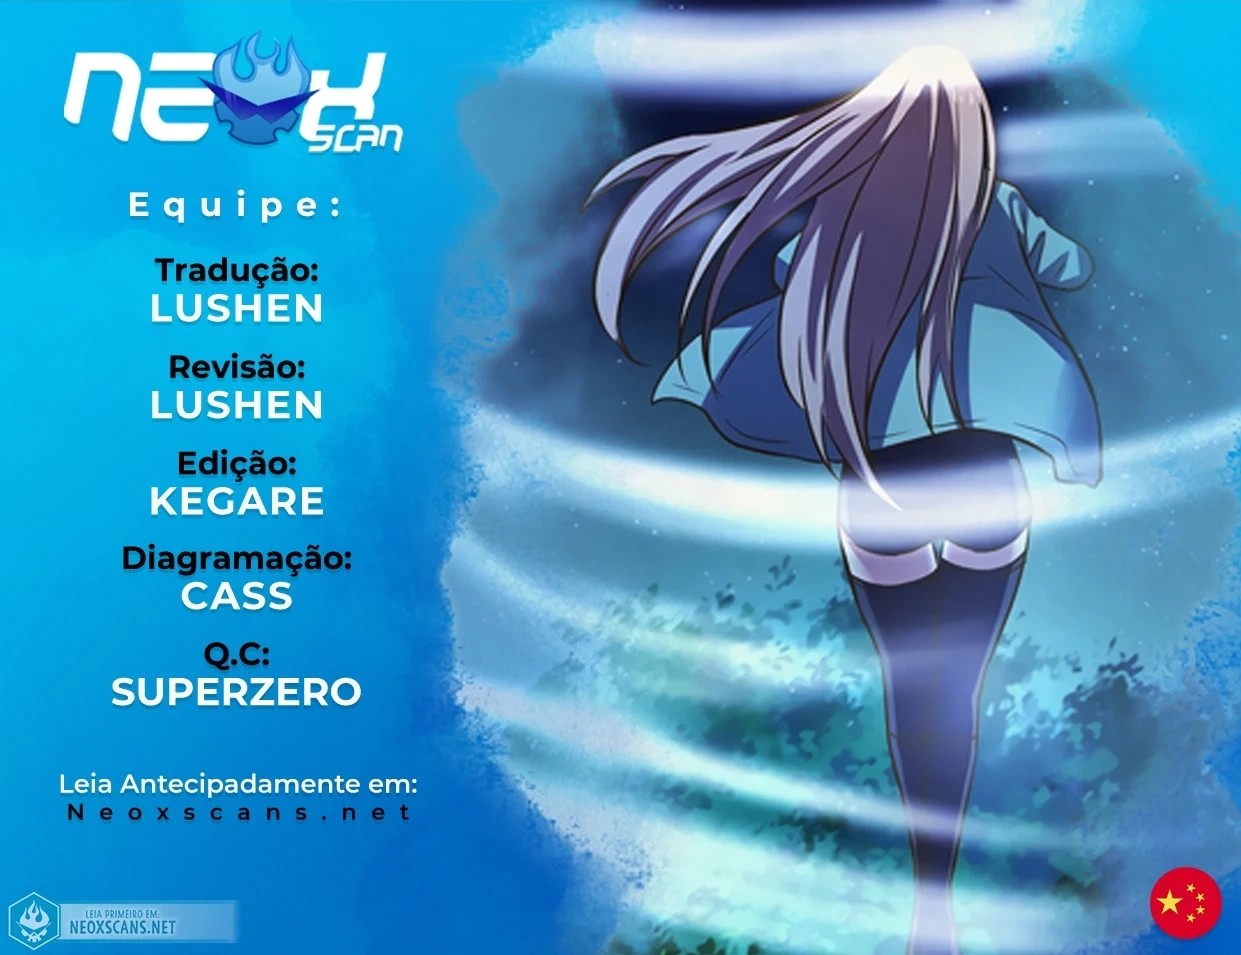 NEOX
SCAN
Equipe:
Tradução:
LUSHEN
Revisão:
LUSHEN
Edição:
KEGARE
Diagramação:
CASS
Q.C:
SUPERZERO
Leia Antecipadamente em:
Neoxscans.net
LEIA PRIMEIRO EM:
NEOXSCANS.NET